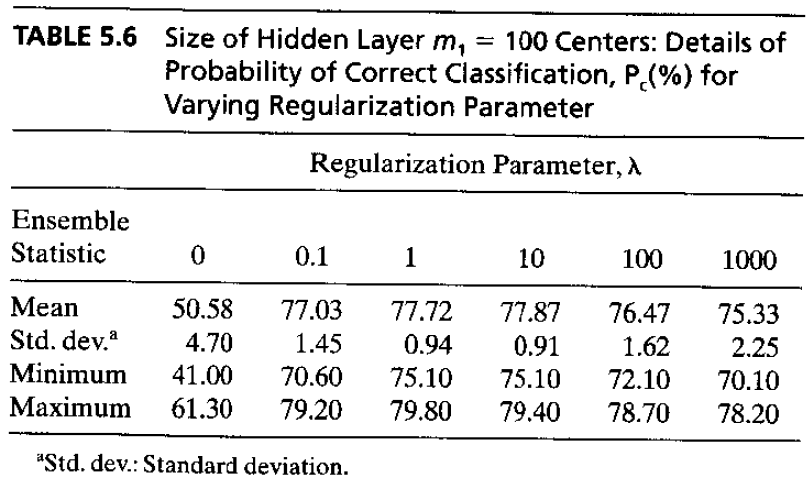 TABLE 5.6 Size of Hidden Layer m₁ = 100 Centers: Details of
Probability of Correct Classification, P꜀(%) for
Varying Regularization Parameter
Regularization Parameter, λ
Ensemble
Statistic 0 0.1 1 10 100 1000
Mean 50.58 77.03 77.72 77.87 76.47 75.33
Std. dev.ᵃ 4.70 1.45 0.94 0.91 1.62 2.25
Minimum 41.00 70.60 75.10 75.10 72.10 70.10
Maximum 61.30 79.20 79.80 79.40 78.70 78.20
ᵃStd. dev.: Standard deviation.